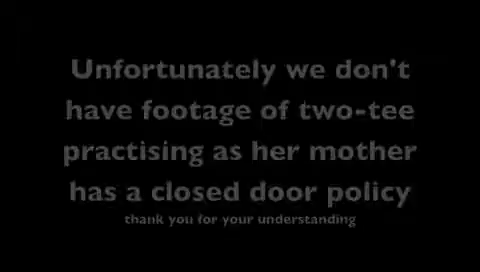 Unfortunately we don't
have footage of two-tee
practising as her mother
has a closed door policy
thank you for your understanding